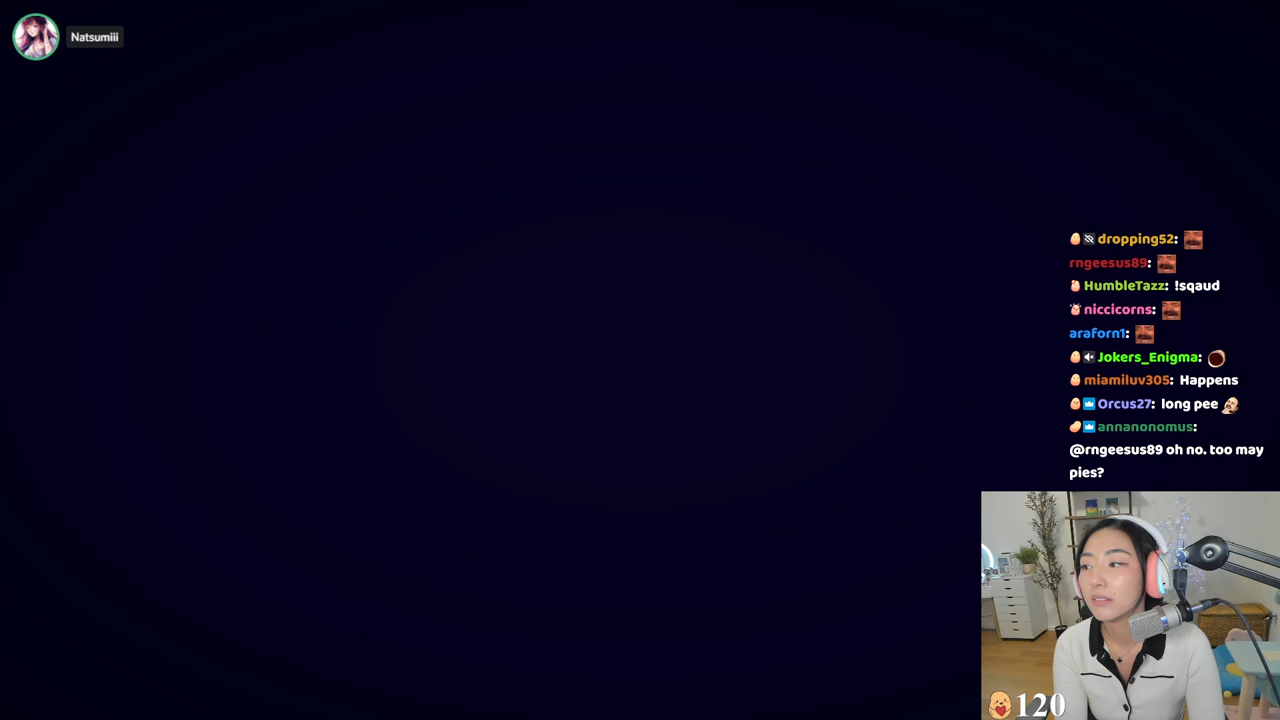 Natsumiii
dropping52:
rngeesus89:
HumbleTazz: !sqaud
niccicorns:
araforn1:
Jokers_Enigma:
miamiluv305: Happens
Orcus27: long pee
annanonomus:
@rngeesus89 oh no. too may
pies?
120